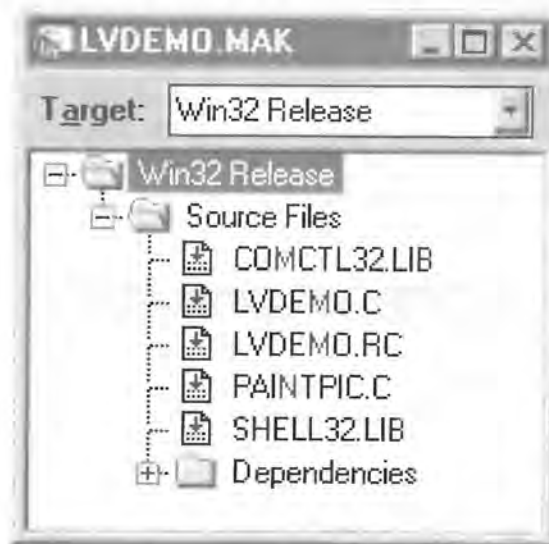 LVDEMO.MAK
Target: Win32 Release
Win32 Release
Source Files
COMCTL32.LIB
LVDEMO.C
LVDEMO.RC
PAINTPIC.C
SHELL32.LIB
Dependencies